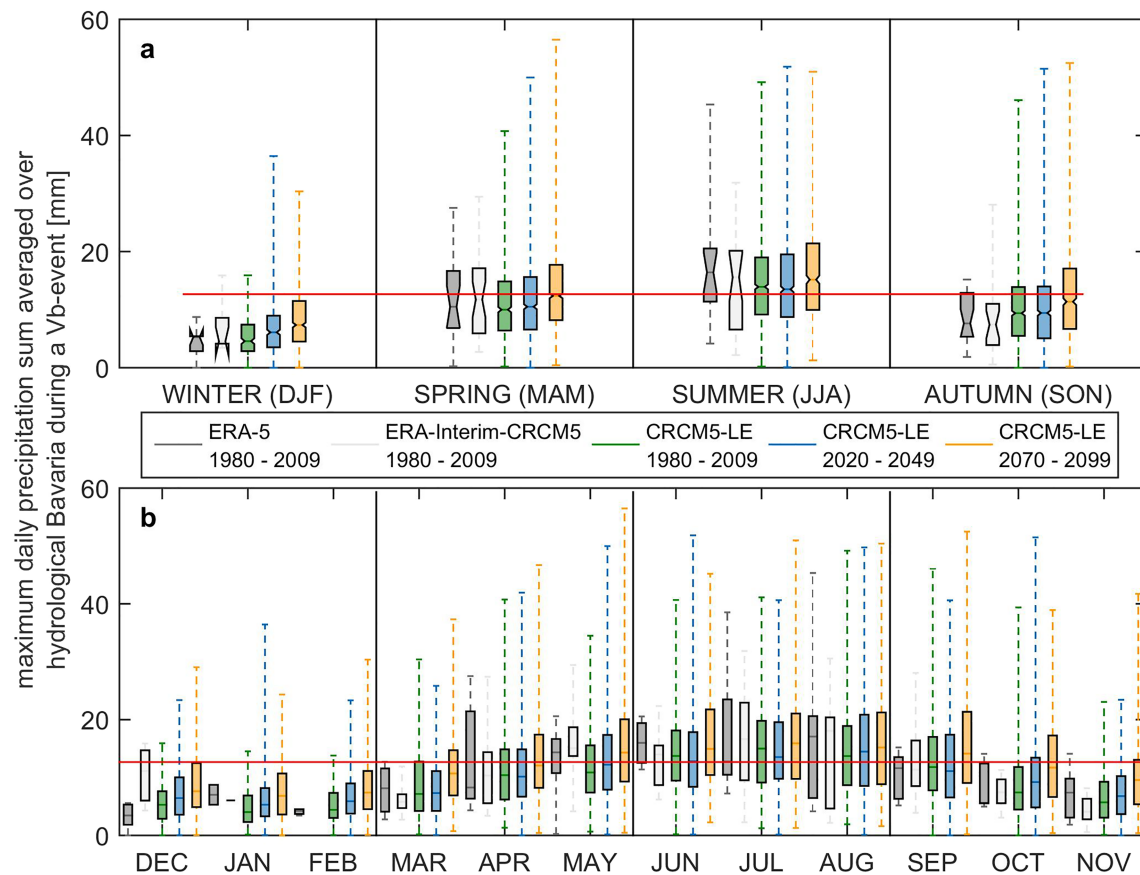 maximum daily precipitation sum averaged over
hydrological Bavaria during a Vb-event [mm]
a
60
40
20
0
WINTER (DJF) SPRING (MAM) SUMMER (JJA) AUTUMN (SON)
ERA-5 ERA-Interim-CRCM5 CRCM5-LE CRCM5-LE CRCM5-LE
1980 - 2009 1980 - 2009 1980 - 2009 2020 - 2049 2070 - 2099
b
60
40
20
0
DEC JAN FEB MAR APR MAY JUN JUL AUG SEP OCT NOV